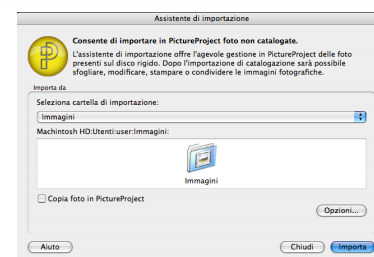 Assistente di importazione
Consente di importare in PictureProject foto non catalogate.
L'assistente di importazione offre l'agevole gestione in PictureProject delle foto
presenti sul disco rigido. Dopo l'importazione di catalogazione sarà possibile
sfogliare, modificare, stampare o condividere le immagini fotografiche.
Importa da
Seleziona cartella di importazione:
Immagini
Machintosh HD:Utenti:user:Immagini:
Immagini
Copia foto in PictureProject
Opzioni...
Aiuto
Chiudi
Importa